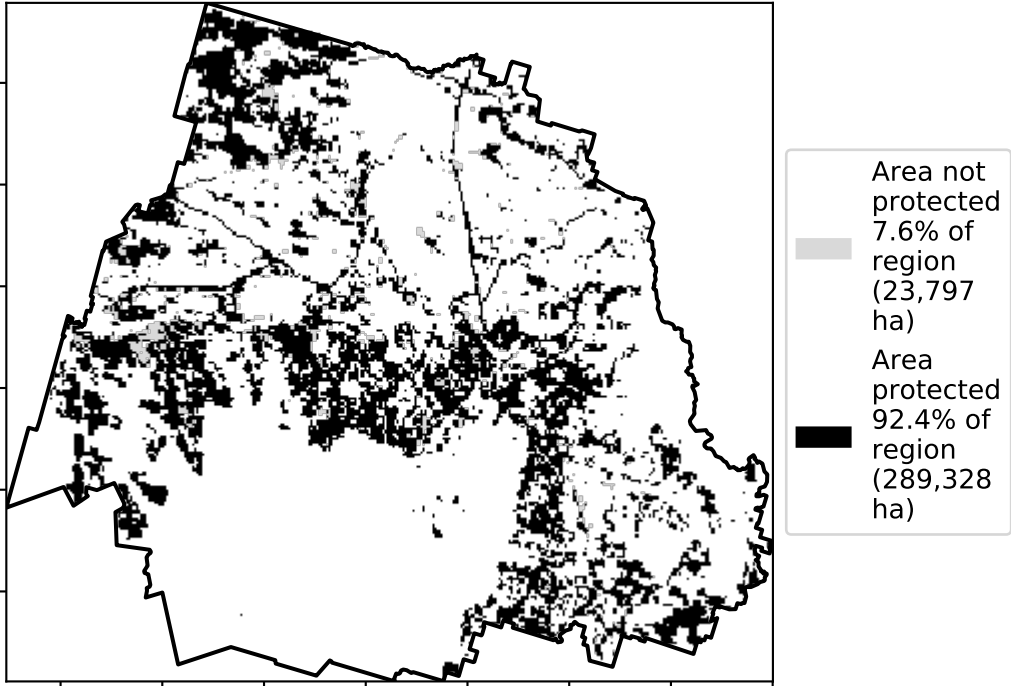 Area not
protected
7.6% of
region
(23,797
ha)
Area
protected
92.4% of
region
(289,328
ha)